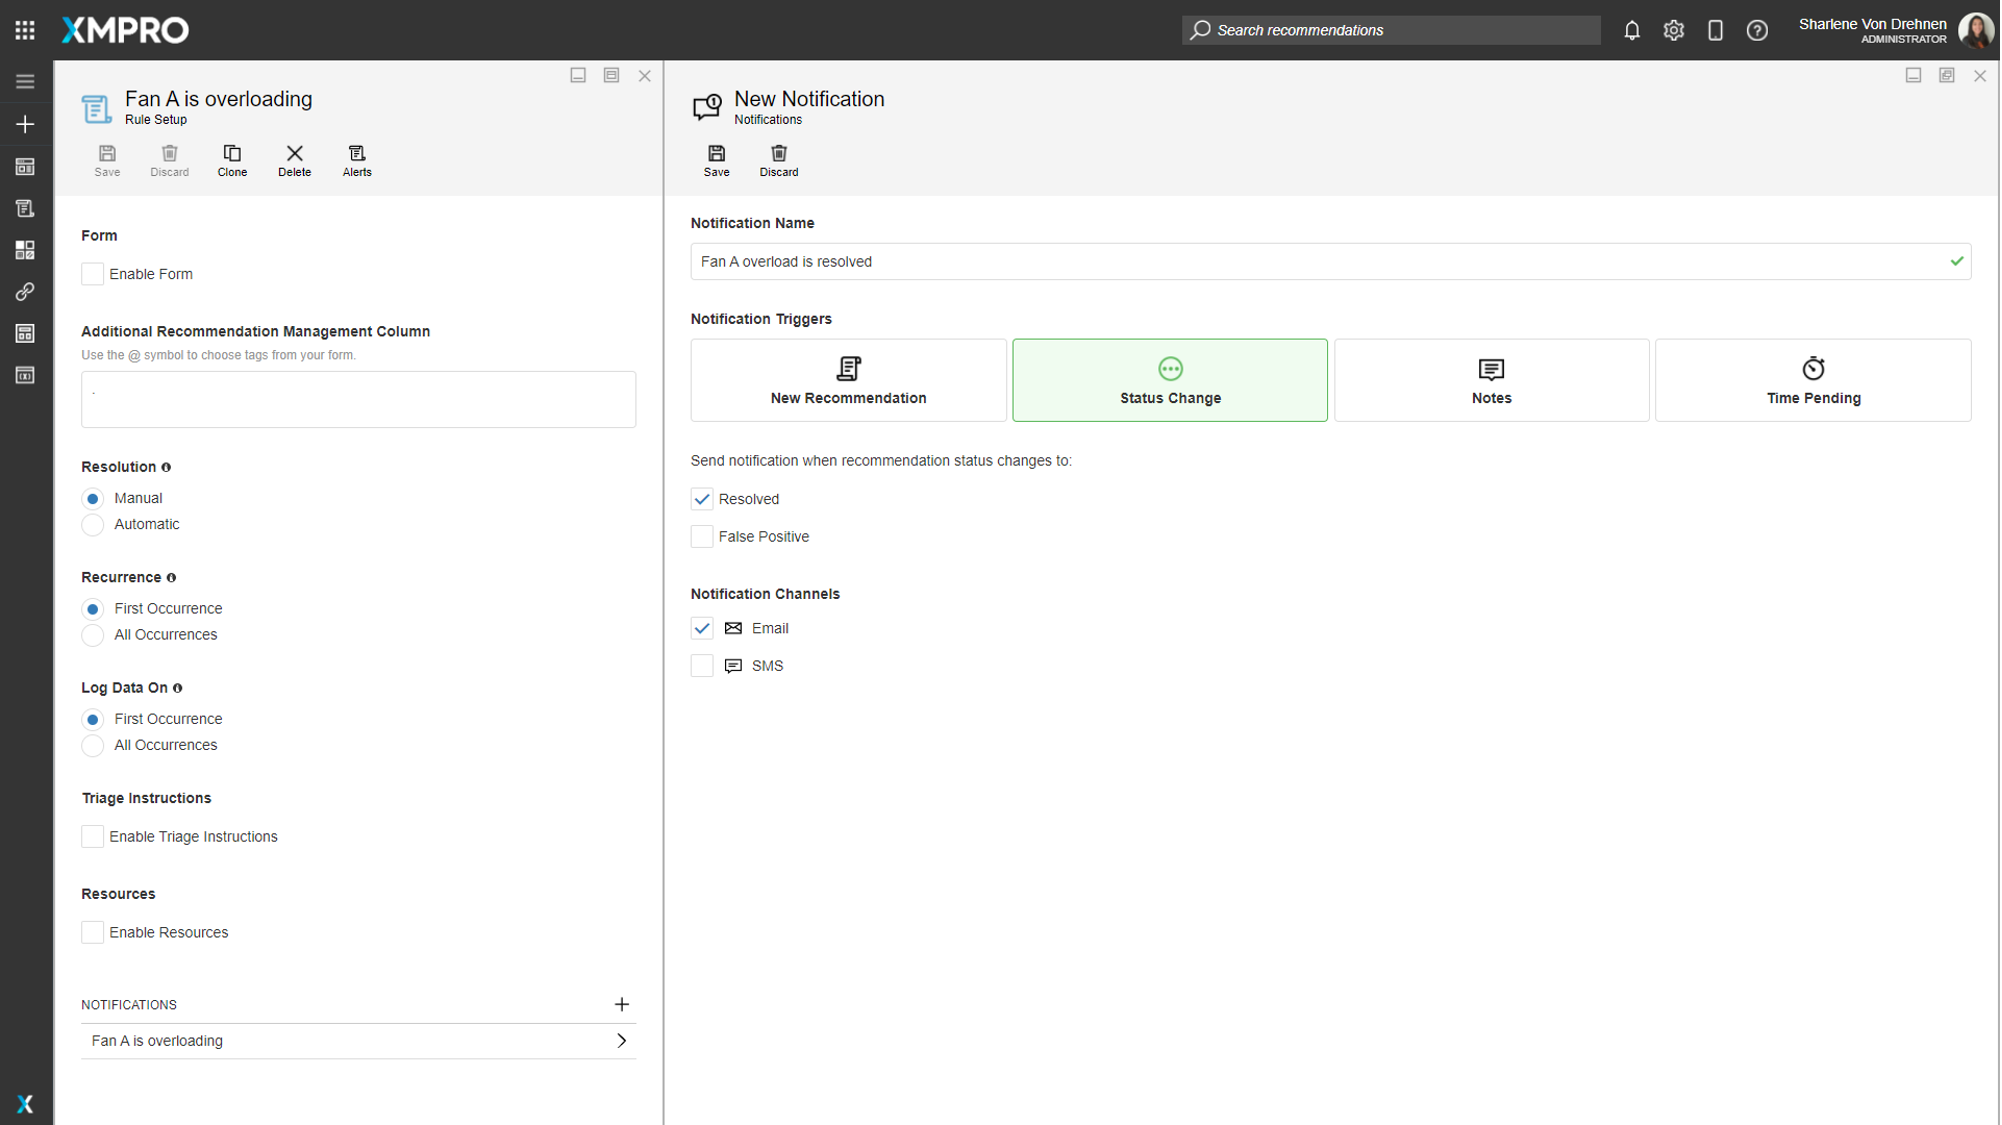 XMPRO
Search recommendations
Sharlene Von Drehnen
ADMINISTRATOR
Fan A is overloading
Rule Setup
Save
Discard
Clone
Delete
Alerts
Form
Enable Form
Additional Recommendation Management Column
Use the @ symbol to choose tags from your form.
.
Resolution
Manual
Automatic
Recurrence
First Occurrence
All Occurrences
Log Data On
First Occurrence
All Occurrences
Triage Instructions
Enable Triage Instructions
Resources
Enable Resources
NOTIFICATIONS
Fan A is overloading
New Notification
Notifications
Save
Discard
Notification Name
Fan A overload is resolved
Notification Triggers
New Recommendation
Status Change
Notes
Time Pending
Send notification when recommendation status changes to:
Resolved
False Positive
Notification Channels
Email
SMS